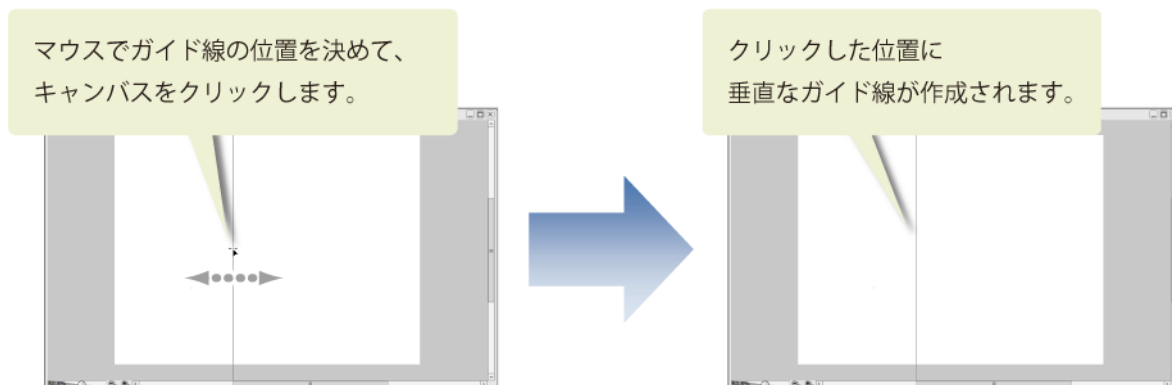 マウスでガイド線の位置を決めて、
キャンバスをクリックします。
クリックした位置に
垂直なガイド線が作成されます。